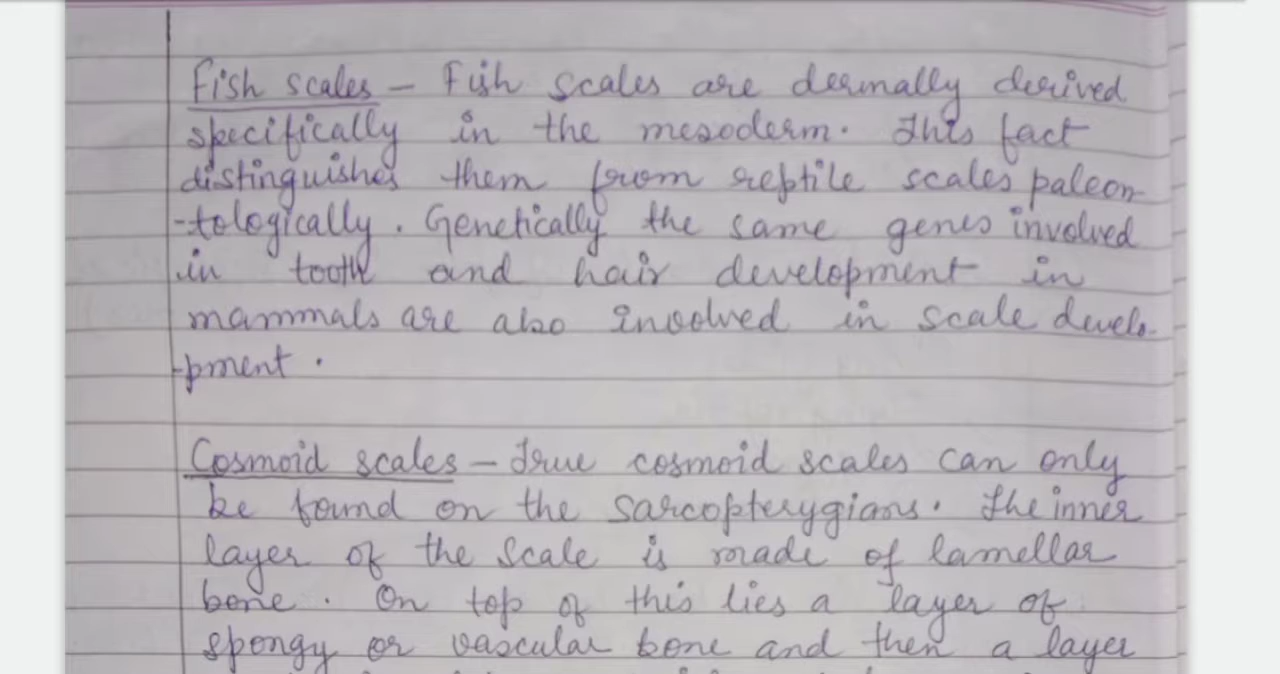 Fish scales – Fish scales are dermally derived
specifically in the mesoderm. This fact
distinguishes them from reptile scales paleon-
-tologically. Genetically the same genes involved
in tooth and hair development in
mammals are also involved in scale develo-
-pment.
Cosmoid scales – True cosmoid scales can only
be found on the sarcopterygians. The inner
layer of the scale is made of lamellar
bone. On top of this lies a layer of
spongy or vascular bone and then a layer